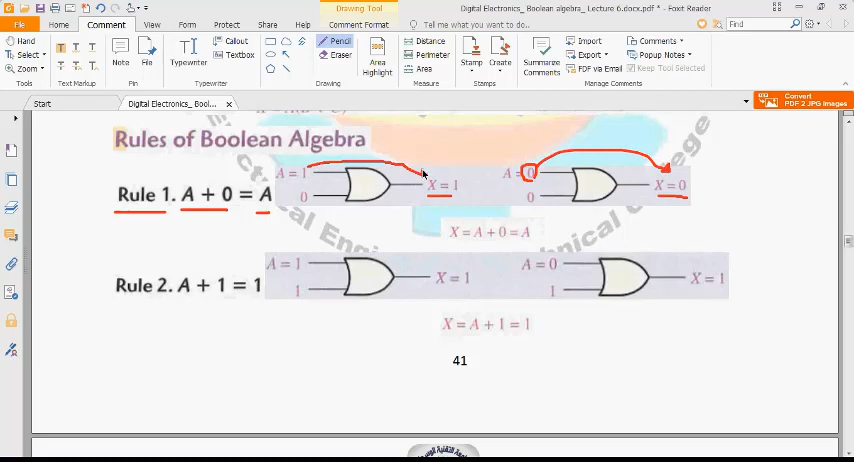 Drawing Tool
Digital Electronics_ Boolean algebra_ Lecture 6.docx.pdf * - Foxit Reader
File Home Comment View Form Protect Share Help Extras Comment Format Tell me what you want to do... Find
Hand
Select
Zoom
Tools
T T T
T T T
Text Markup
Note
File
Pin
Typewriter
Callout
Textbox
Typewriter
Pencil
Eraser
Area
Highlight
Drawing
Distance
Perimeter
Area
Measure
Stamp
Create
Stamps
Summarize
Comments
Import
Export
FDF via Email
Comments
Popup Notes
Keep Tool Selected
Manage Comments
Start
Digital Electronics_ Bool...
Convert
PDF 2 JPG Images
Rules of Boolean Algebra
A = 1 A = 0
Rule 1. A + 0 = A X = 1 X = 0
0 0
X = A + 0 = A
A = 1 A = 0
Rule 2. A + 1 = 1 X = 1 X = 1
1 1
X = A + 1 = 1
41